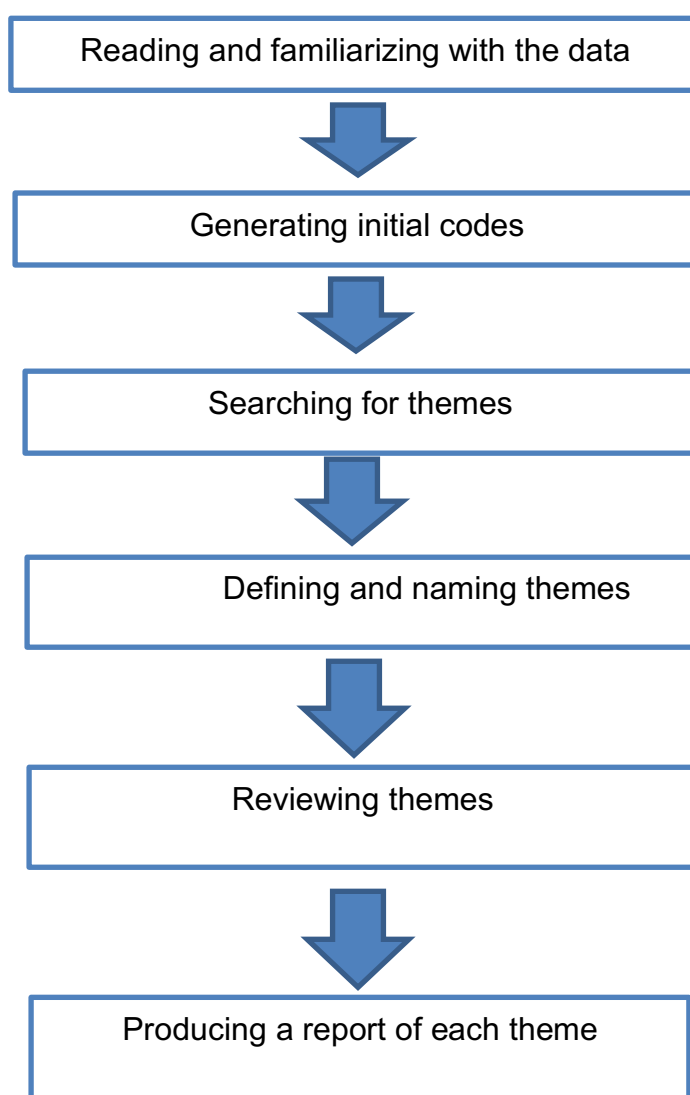 Reading and familiarizing with the data
Generating initial codes
Searching for themes
Defining and naming themes
Reviewing themes
Producing a report of each theme